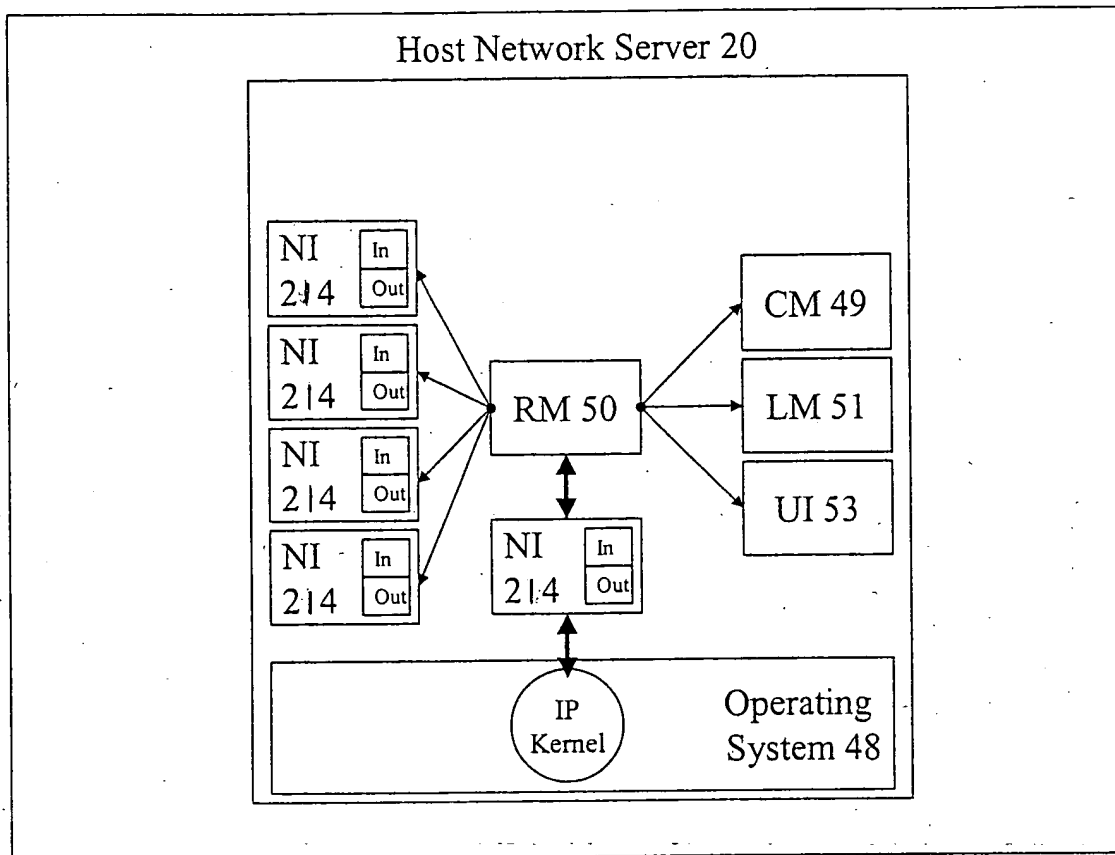 Host Network Server 20
NI
214
In
Out
NI
214
In
Out
NI
214
In
Out
NI
214
In
Out
RM 50
NI
214
In
Out
CM 49
LM 51
UI 53
IP
Kernel
Operating
System 48